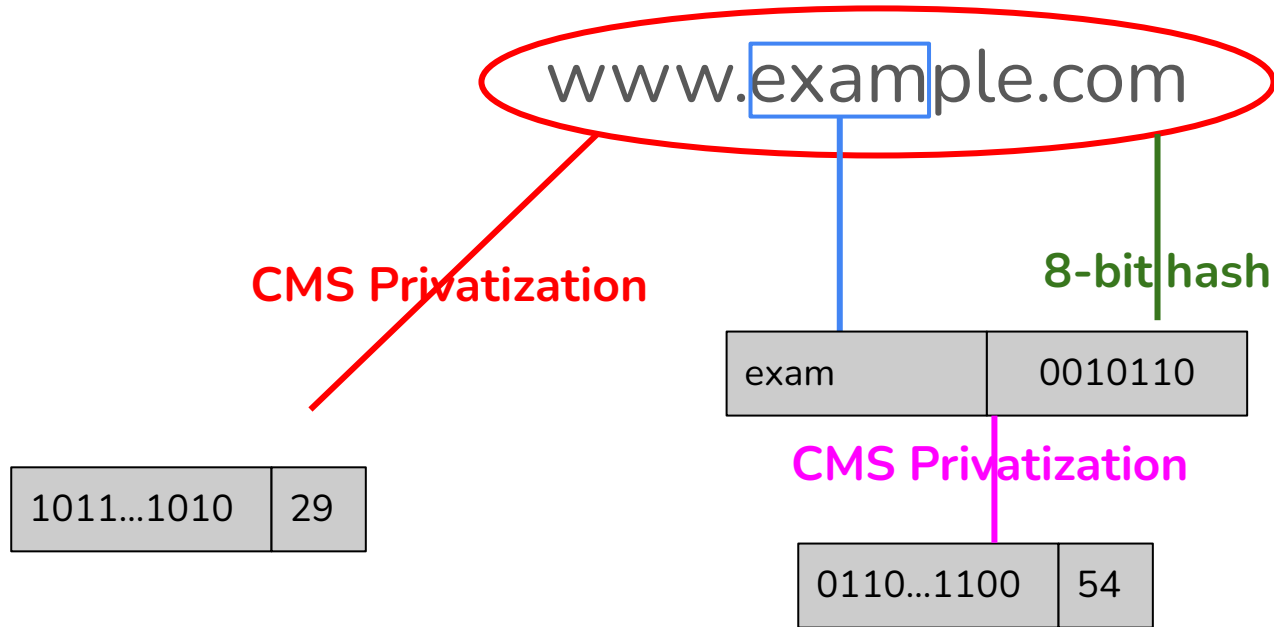 www.example.com
CMS Privatization
8-bit hash
exam
0010110
CMS Privatization
1011...1010
29
0110...1100
54